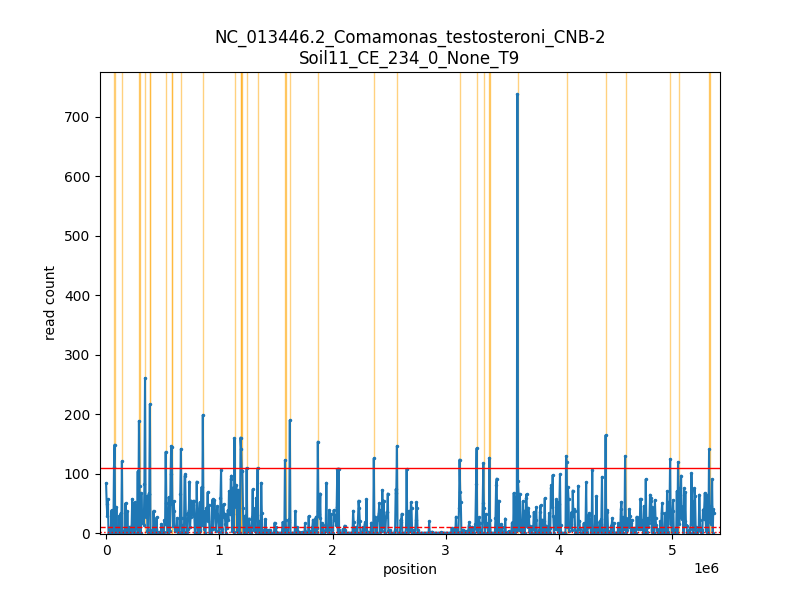 NC_013446.2_Comamonas_testosteroni_CNB-2
Soil11_CE_234_0_None_T9
700
600
500
400
300
200
100
0
read count
0 1 2 3 4 5
1e6
position